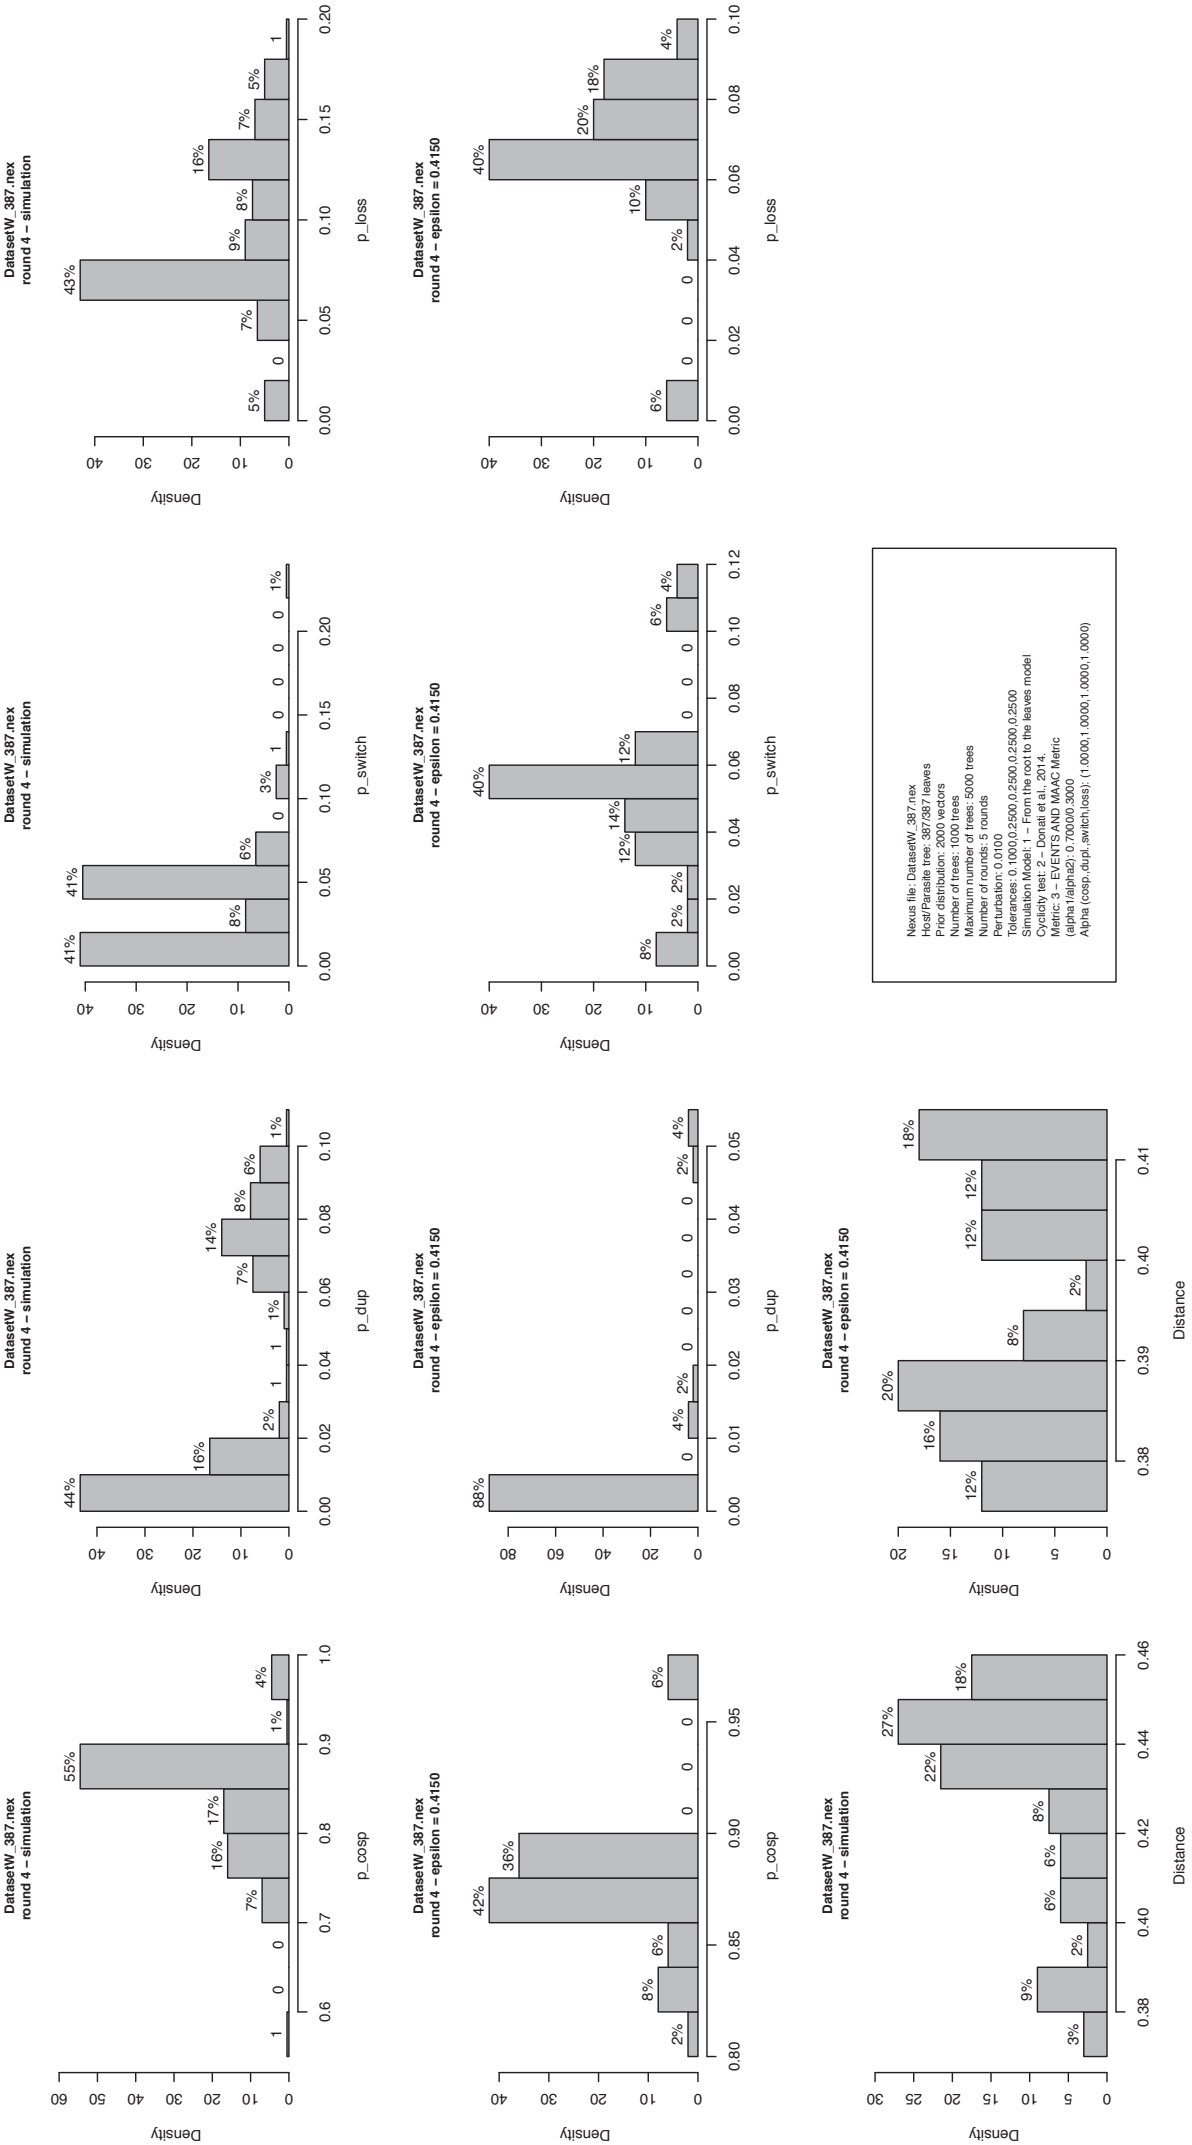 DatasetW_387.nex
round 4 – simulation
Density
0 10 20 30 40 50 60
1 0 0 7% 16% 17% 55% 1% 4%
0.6 0.7 0.8 0.9 1.0
p_cosp
DatasetW_387.nex
round 4 – simulation
Density
0 10 20 30 40
44% 16% 2% 1 1 1% 7% 14% 8% 6% 1%
0.00 0.02 0.04 0.06 0.08 0.10
p_dup
DatasetW_387.nex
round 4 – simulation
Density
0 10 20 30 40
41% 8% 41% 6% 0 3% 1 0 0 0 0 1%
0.00 0.05 0.10 0.15 0.20
p_switch
DatasetW_387.nex
round 4 – simulation
Density
0 10 20 30 40
5% 0 7% 43% 9% 8% 16% 7% 5% 1
0.00 0.05 0.10 0.15 0.20
p_loss
DatasetW_387.nex
round 4 – epsilon = 0.4150
Density
0 10 20 30 40
2% 8% 6% 42% 36% 0 0 0 6%
0.80 0.85 0.90 0.95
p_cosp
DatasetW_387.nex
round 4 – epsilon = 0.4150
Density
0 20 40 60 80
88% 0 4% 2% 0 0 0 0 0 2% 4%
0.00 0.01 0.02 0.03 0.04 0.05
p_dup
DatasetW_387.nex
round 4 – epsilon = 0.4150
Density
0 10 20 30 40
8% 2% 2% 12% 14% 40% 12% 0 0 0 6% 4%
0.00 0.02 0.04 0.06 0.08 0.10 0.12
p_switch
DatasetW_387.nex
round 4 – epsilon = 0.4150
Density
0 10 20 30 40
6% 0 0 0 2% 10% 40% 20% 18% 4%
0.00 0.02 0.04 0.06 0.08 0.10
p_loss
DatasetW_387.nex
round 4 – simulation
Density
0 5 10 15 20 25 30
3% 9% 2% 6% 6% 8% 22% 27% 18%
0.38 0.40 0.42 0.44 0.46
Distance
DatasetW_387.nex
round 4 – epsilon = 0.4150
Density
0 5 10 15 20
12% 16% 20% 8% 2% 12% 12% 18%
0.38 0.39 0.40 0.41
Distance
Nexus file: DatasetW_387.nex
Host/Parasite tree: 387/387 leaves
Prior distribution: 2000 vectors
Number of trees: 1000 trees
Maximum number of trees: 5000 trees
Number of rounds: 5 rounds
Perturbation: 0.0100
Tolerances: 0.1000,0.2500,0.2500,0.2500,0.2500
Simulation Model: 1 – From the root to the leaves model
Cyclicity test: 2 – Donati et al., 2014.
Metric: 3 – EVENTS AND MAAC Metric
(alpha1/alpha2): 0.7000/0.3000
Alpha (cosp.,dupl.,switch,loss): (1.0000,1.0000,1.0000,1.0000)